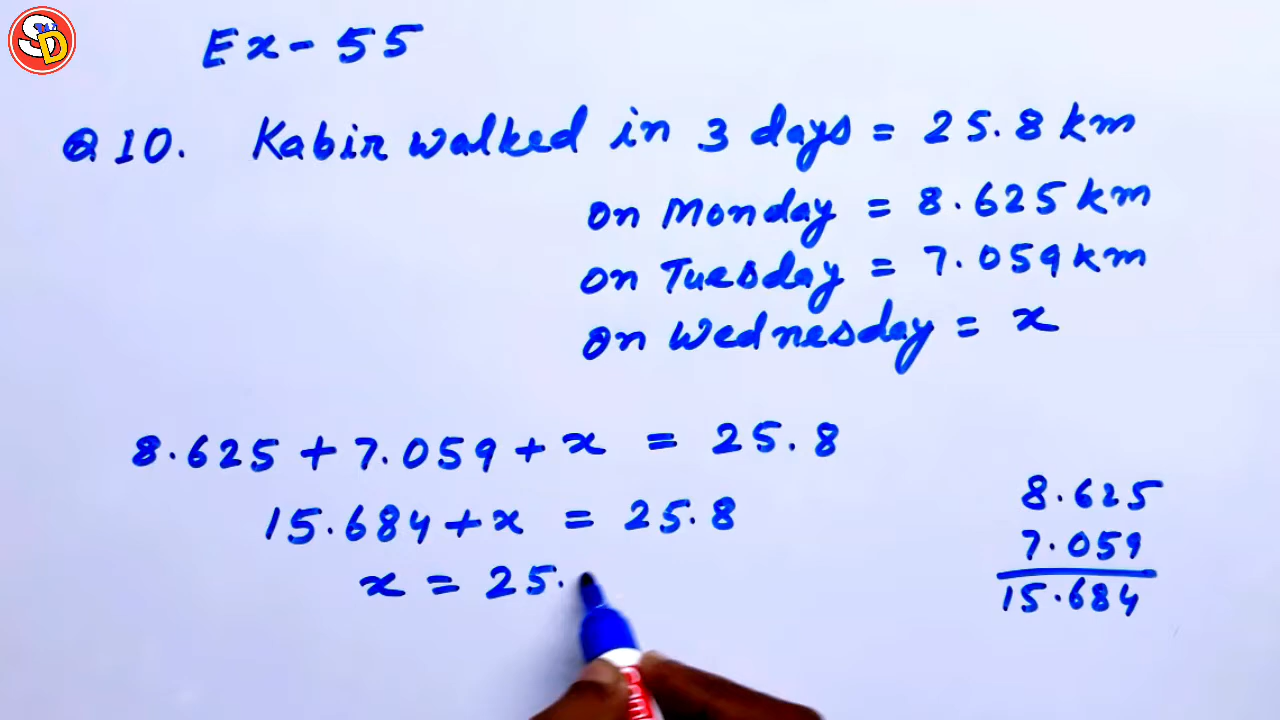 SD
Ex - 55
Q 10. Kabir walked in 3 days = 25.8 km
on Monday = 8.625 km
on Tuesday = 7.059 km
on Wednesday = x
8.625 + 7.059 + x = 25.8
15.684 + x = 25.8
x = 25.
8.625
7.059
15.684